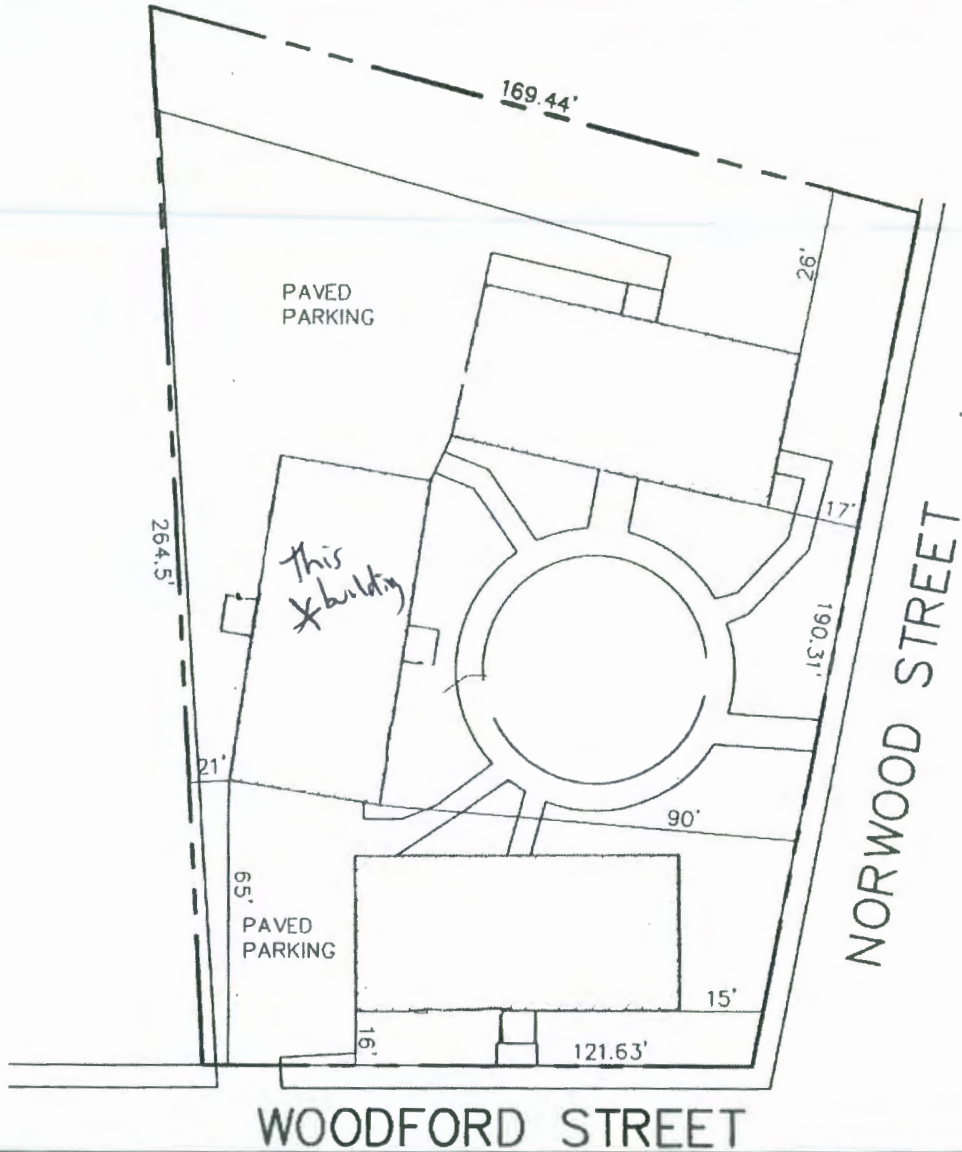 169.44'
26'
PAVED
PARKING
17'
264.5'
This
* building
190.31'
NORWOOD STREET
21'
90'
65'
PAVED
PARKING
15'
16'
121.63'
WOODFORD STREET